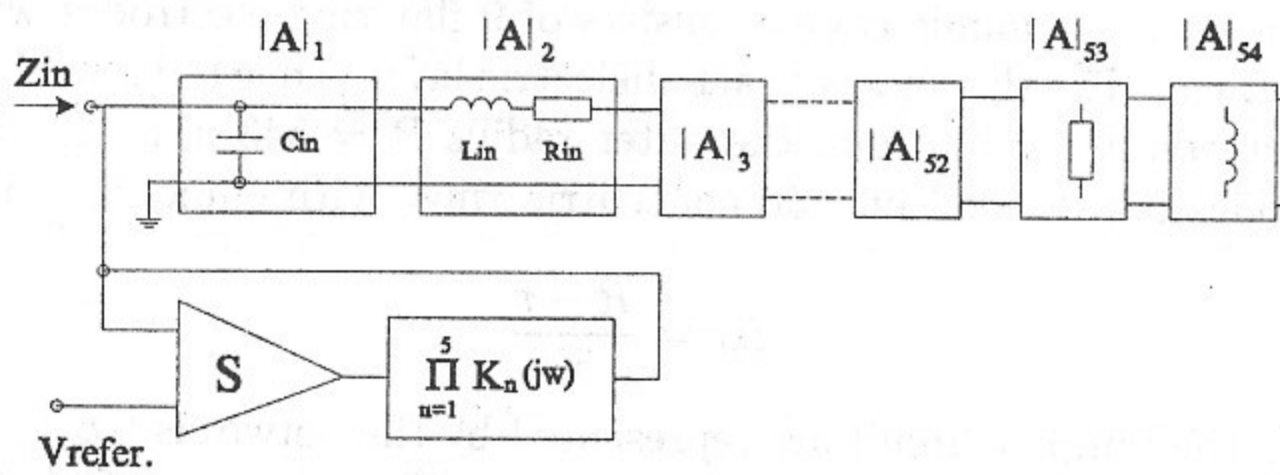 |A|1 |A|2 |A|53 |A|54
Zin
Cin Lin Rin |A|3 |A|52
S
5
Π Kn(jw)
n=1
Vrefer.